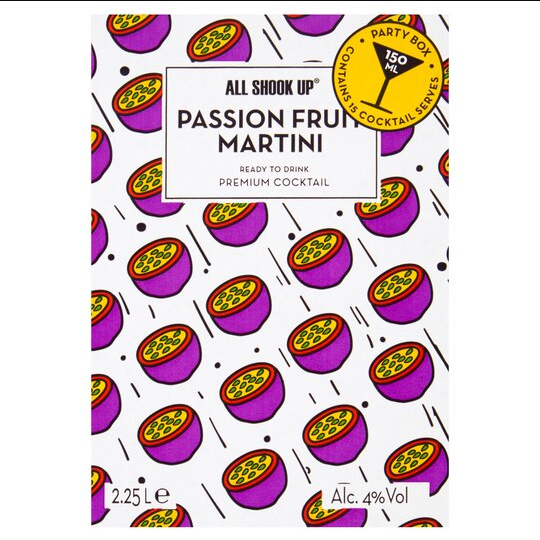 ALL SHOOK UP®
PASSION FRUIT
MARTINI
READY TO DRINK
PREMIUM COCKTAIL
• PARTY BOX •
150
ML
CONTAINS 15 COCKTAIL SERVES
2.25L e
Alc. 4%Vol